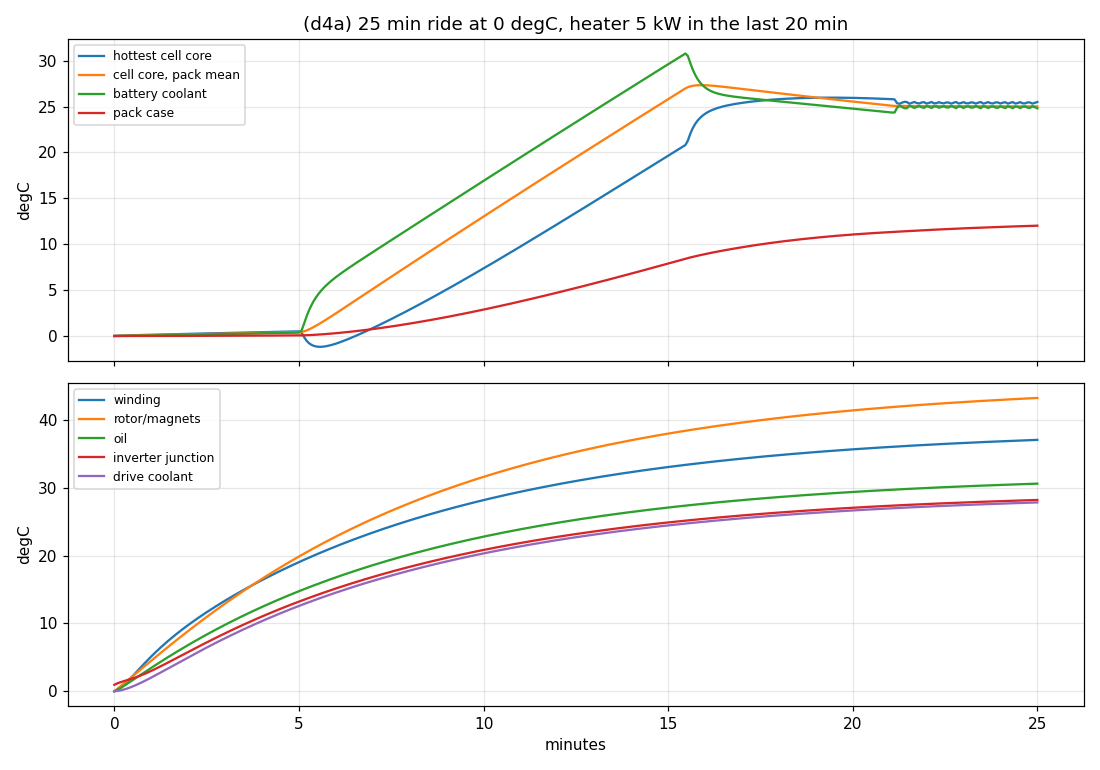 (d4a) 25 min ride at 0 degC, heater 5 kW in the last 20 min
hottest cell core
cell core, pack mean
battery coolant
pack case
degC
30
25
20
15
10
5
0
winding
rotor/magnets
oil
inverter junction
drive coolant
degC
40
30
20
10
0
0
5
10
15
20
25
minutes